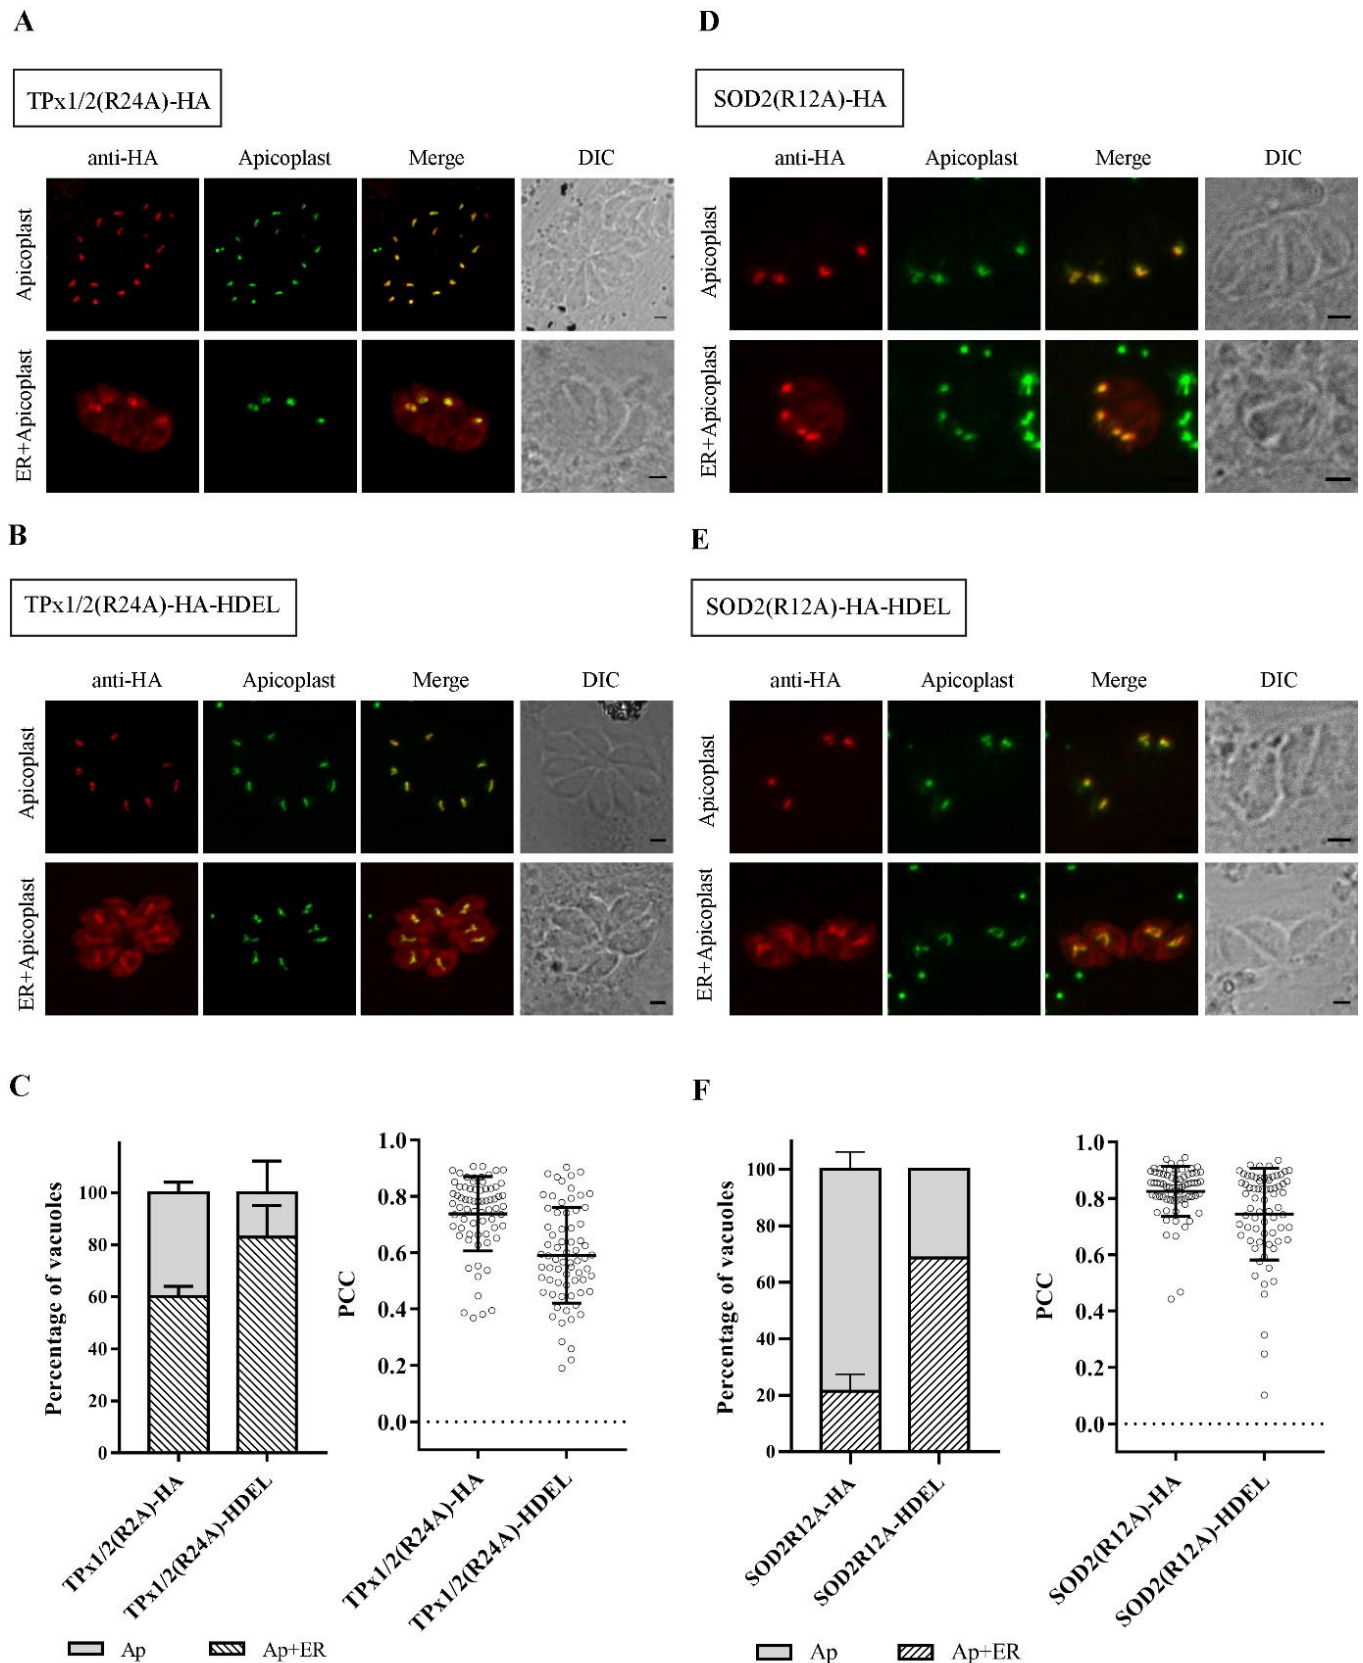 A
TPx1/2(R24A)-HA
anti-HA Apicoplast Merge DIC
Apicoplast
ER+Apicoplast
B
TPx1/2(R24A)-HA-HDEL
anti-HA Apicoplast Merge DIC
Apicoplast
ER+Apicoplast
C
Percentage of vacuoles
100
80
60
40
20
0
TPx1/2(R2A)-HA
TPx1/2(R24A)-HDEL
Ap Ap+ER
PCC
1.0
0.8
0.6
0.4
0.2
0.0
TPx1/2(R24A)-HA
TPx1/2(R24A)-HDEL
D
SOD2(R12A)-HA
anti-HA Apicoplast Merge DIC
Apicoplast
ER+Apicoplast
E
SOD2(R12A)-HA-HDEL
anti-HA Apicoplast Merge DIC
Apicoplast
ER+Apicoplast
F
Percentage of vacuoles
100
80
60
40
20
0
SOD2R12A-HA
SOD2R12A-HDEL
Ap Ap+ER
PCC
1.0
0.8
0.6
0.4
0.2
0.0
SOD2(R12A)-HA
SOD2(R12A)-HDEL